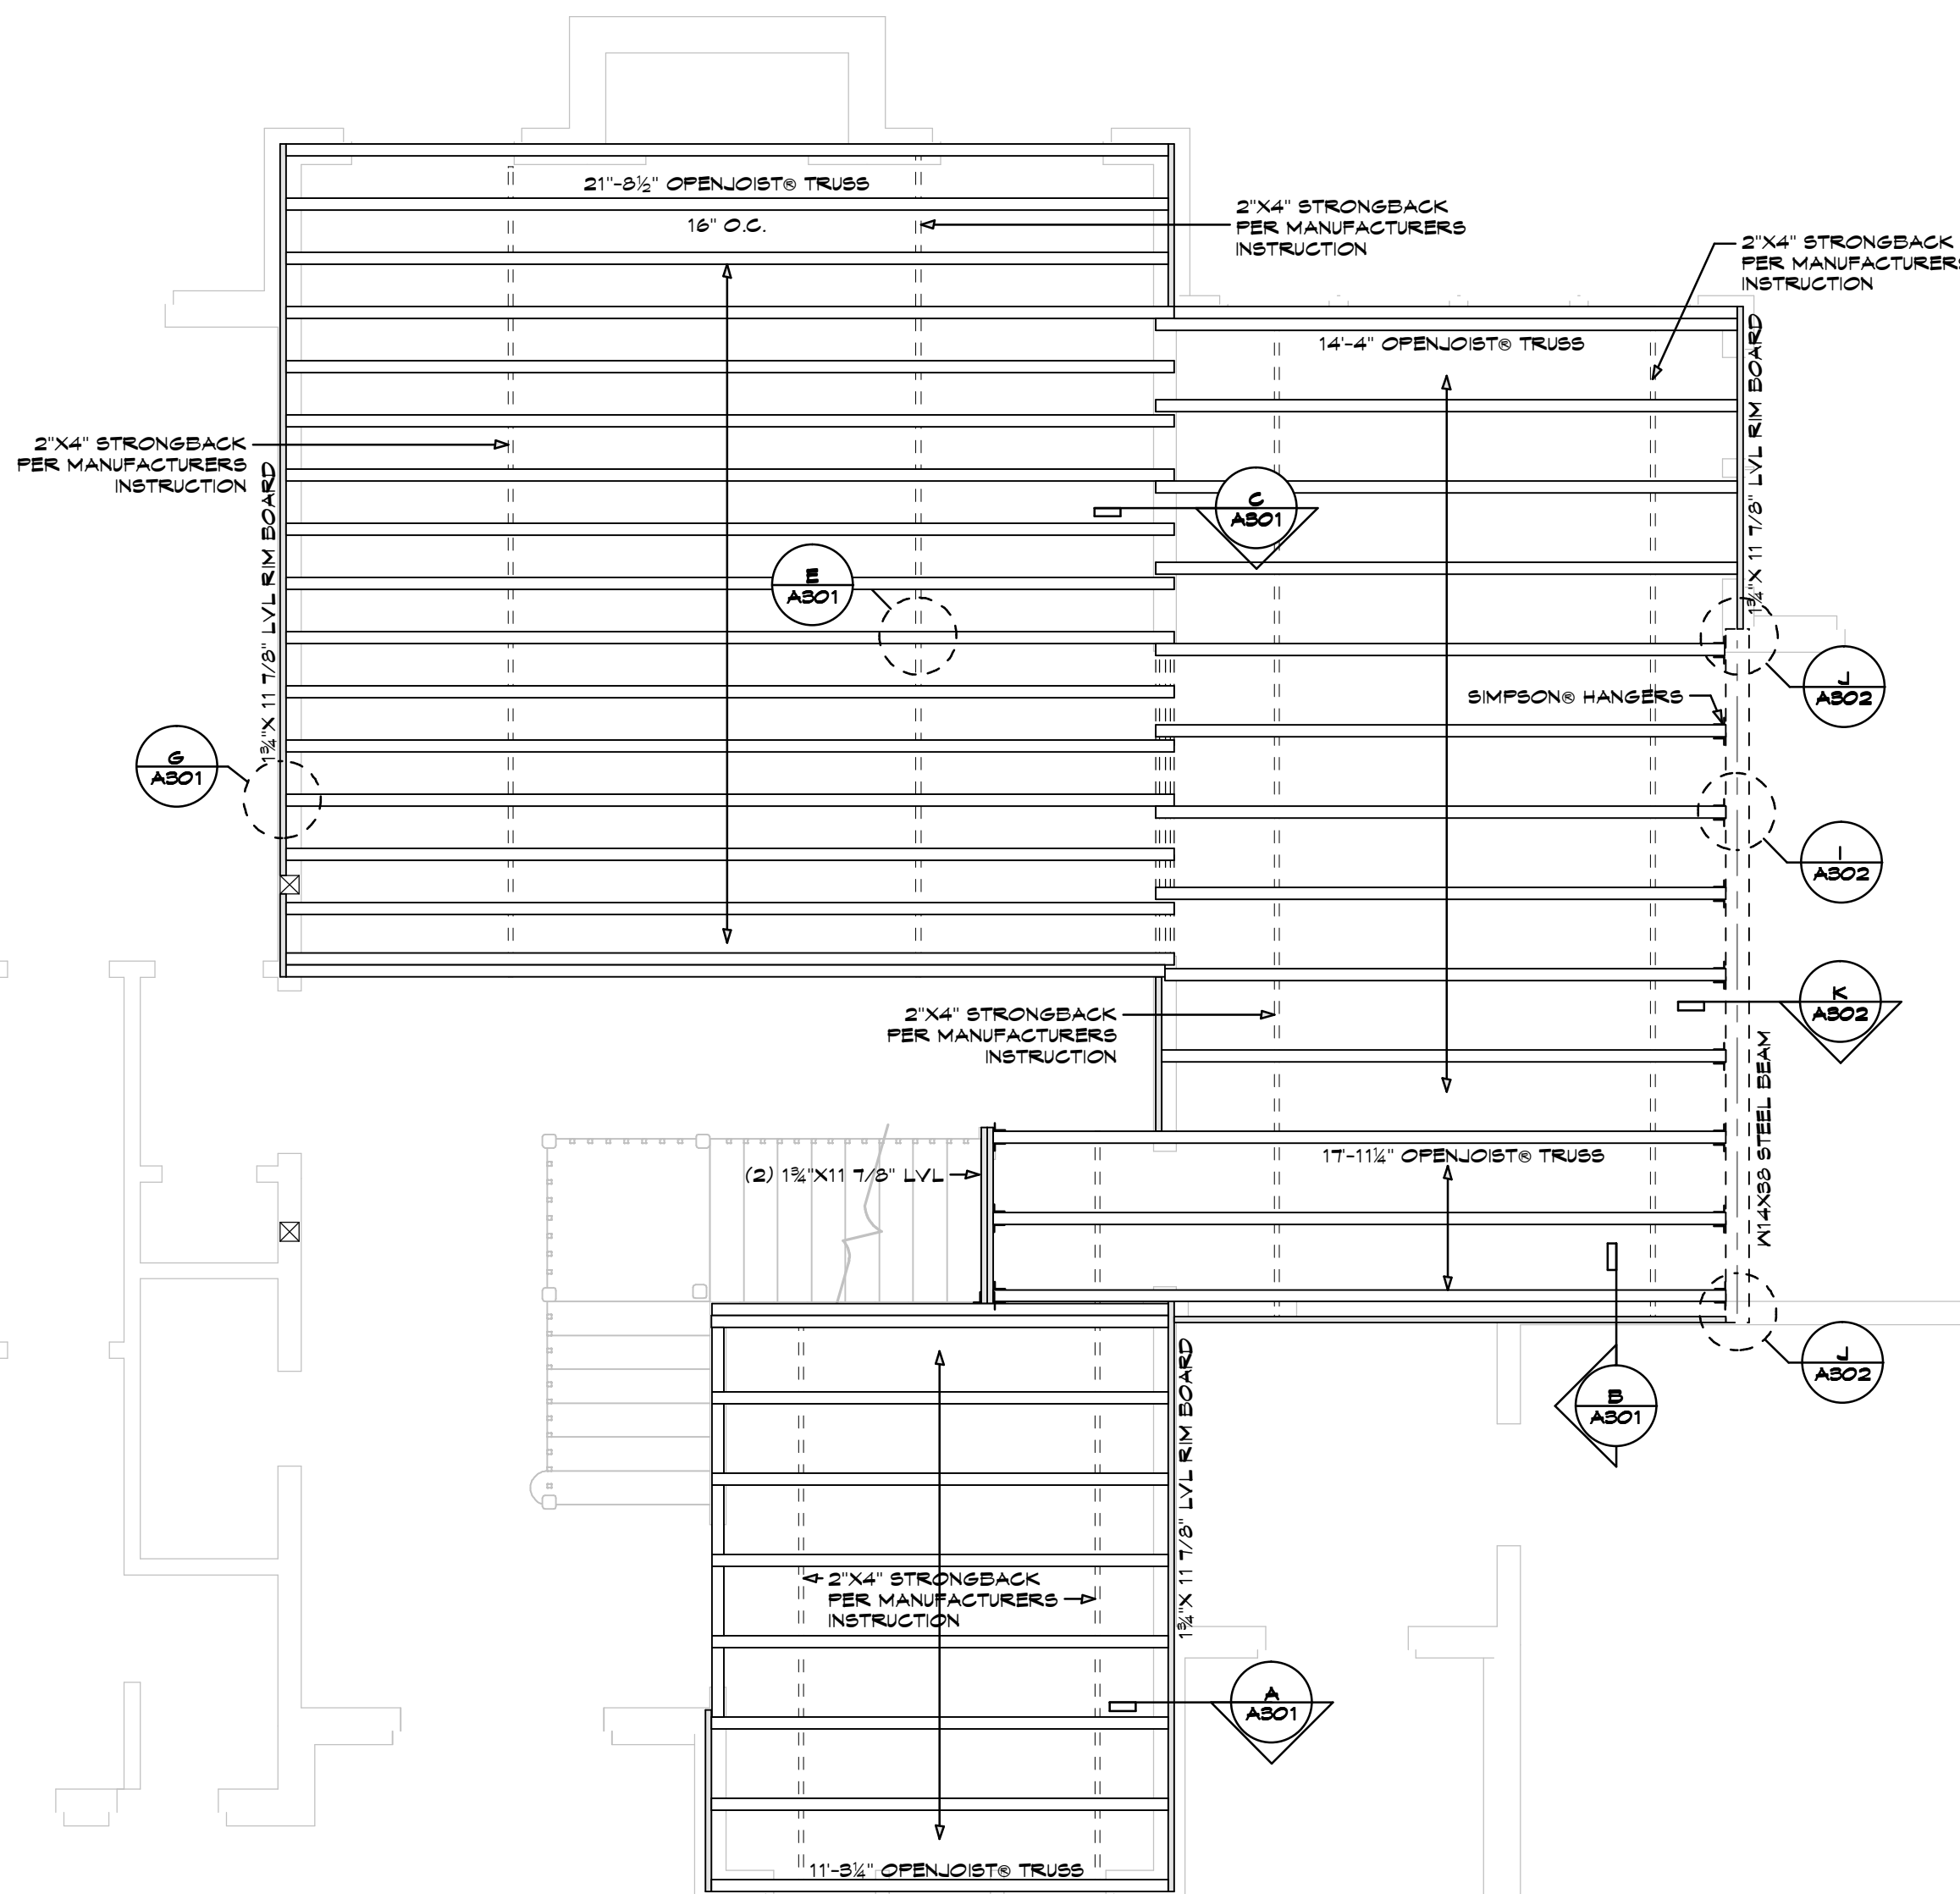 21"-8½" OPENJOIST® TRUSS
16" O.C.
2"X4" STRONGBACK
PER MANUFACTURERS
INSTRUCTION
2"X4" STRONGBACK
PER MANUFACTURERS
INSTRUCTION
14'-4" OPENJOIST® TRUSS
1¾"X 11 7/8" LVL RIM BOARD
2"X4" STRONGBACK
PER MANUFACTURERS
INSTRUCTION
1¾"X 11 7/8" LVL RIM BOARD
C
A301
E
A301
SIMPSON® HANGERS
J
A302
G
A301
I
A302
K
A302
2"X4" STRONGBACK
PER MANUFACTURERS
INSTRUCTION
W14X38 STEEL BEAM
(2) 1¾"X11 7/8" LVL
17'-11¼" OPENJOIST® TRUSS
J
A302
B
A301
1¾"X 11 7/8" LVL RIM BOARD
2"X4" STRONGBACK
PER MANUFACTURERS
INSTRUCTION
A
A301
11'-3¼" OPENJOIST® TRUSS